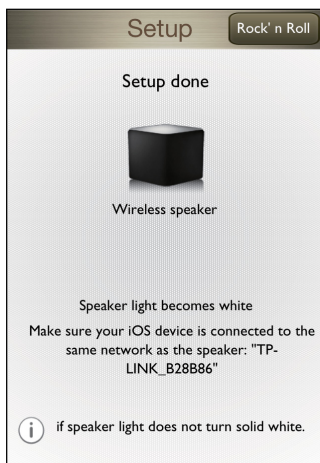 Setup
Rock' n Roll
Setup done
Wireless speaker
Speaker light becomes white
Make sure your iOS device is connected to the
same network as the speaker: "TP-
LINK_B28B86"
i
if speaker light does not turn solid white.